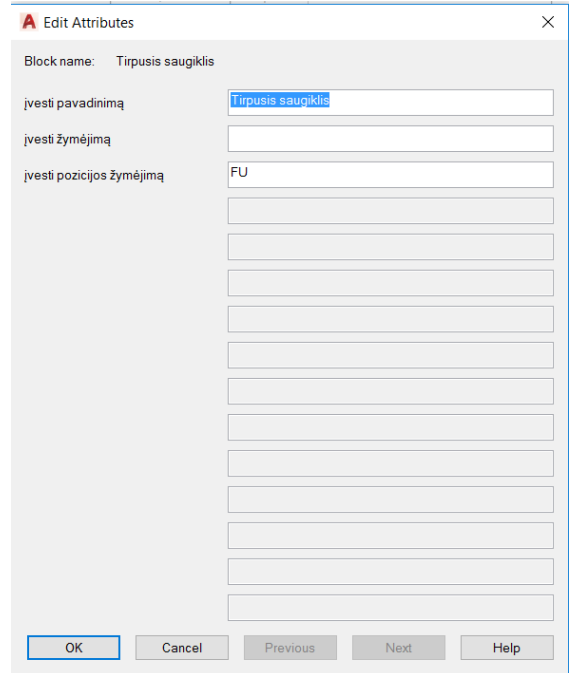 Edit Attributes
Block name: Tirpusis saugiklis
įvesti pavadinimą Tirpusis saugiklis
įvesti žymėjimą
įvesti pozicijos žymėjimą FU
OK Cancel Previous Next Help